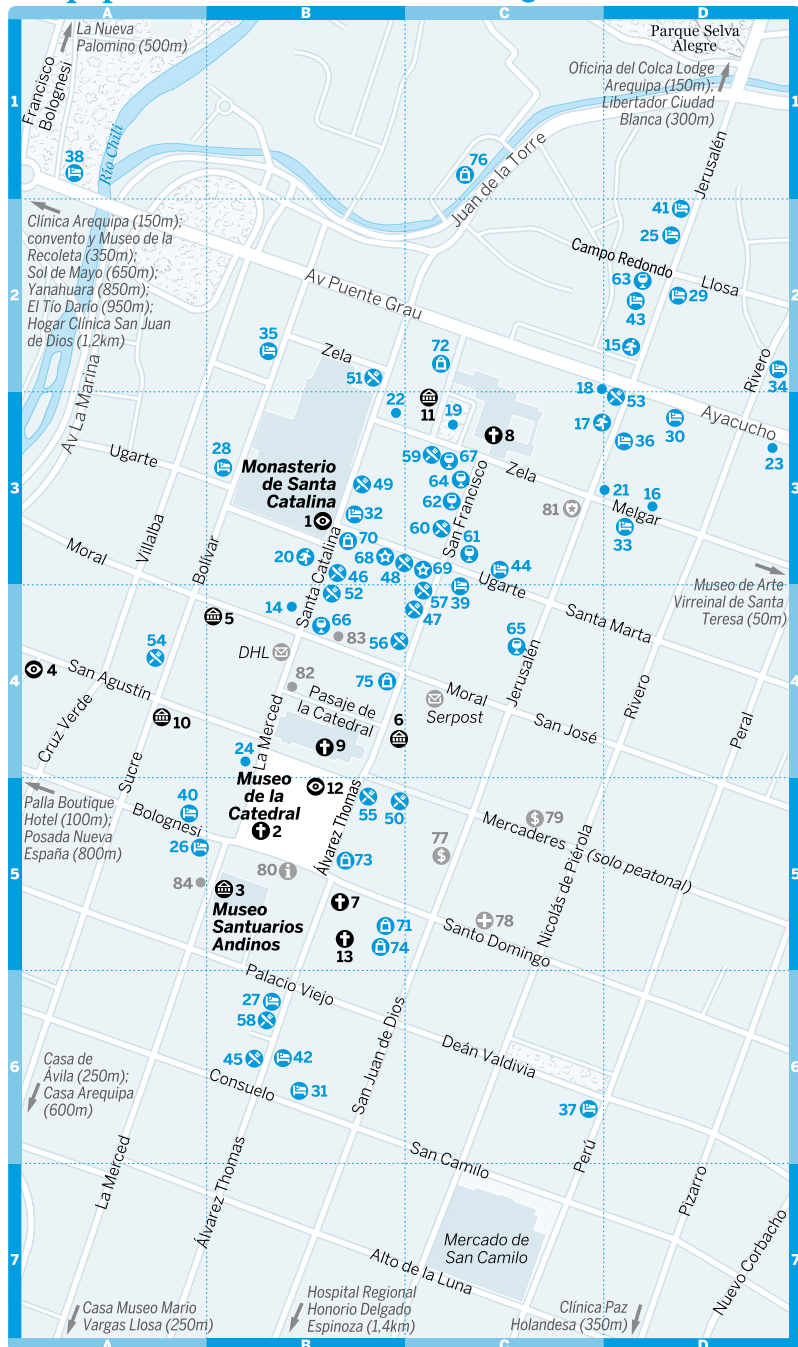 A
B
C
D
La Nueva
Palomino (500m)
Parque Selva
Alegre
Oficina del Colca Lodge
Arequipa (150m);
Libertador Ciudad
Blanca (300m)
Francisco
Bolognesi
1
1
Río Chili
38
76
Juan de la Torre
Jerusalén
41
25
Clínica Arequipa (150m);
convento y Museo de la
Recoleta (350m);
Sol de Mayo (650m);
Yanahuara (850m);
El Tío Darío (950m);
Hogar Clínica San Juan
de Dios (1,2km)
Campo Redondo
Llosa
63
29
43
2
2
Av Puente Grau
35
Zela
51
72
15
Rivero
34
Av La Marina
22
11
19
8
18
53
17
36
30
Ayacucho
23
Ugarte
28
Monasterio
de Santa
Catalina
1
49
32
59
67
64
62
60
San Francisco
Zela
61
81
21
16
Melgar
33
3
3
Moral
Villalba
Bolívar
20
70
68
46
48
69
44
Ugarte
Museo de Arte
Virreinal de Santa
Teresa (50m)
Santa Catalina
52
14
66
83
57
39
47
56
Santa Marta
65
5
54
4
DHL
82
75
Jerusalén
4
4
San Agustín
Pasaje de
la Catedral
6
Moral
Serpost
San José
Rivero
Peral
Cruz Verde
10
Sucre
La Merced
9
24
Museo
de la
Catedral
2
12
55
50
Palla Boutique
Hotel (100m);
Posada Nueva
España (800m)
40
Bolognesi
26
Álvarez Thomas
79
77
Mercaderes
(solo peatonal)
Nicolás de Piérola
5
5
80
73
84
3
Museo
Santuarios
Andinos
7
13
71
74
78
Santo Domingo
Palacio Viejo
27
58
San Juan de Dios
Deán Valdivia
45
42
31
Consuelo
Casa de
Ávila (250m);
Casa Arequipa
(600m)
6
6
37
Perú
San Camilo
La Merced
Álvarez Thomas
Pizarro
Nuevo Corbacho
Mercado de
San Camilo
Alto de la Luna
7
7
Casa Museo Mario
Vargas Llosa (250m)
Hospital Regional
Honorio Delgado
Espinoza (1,4km)
Clínica Paz
Holandesa (350m)
A
B
C
D